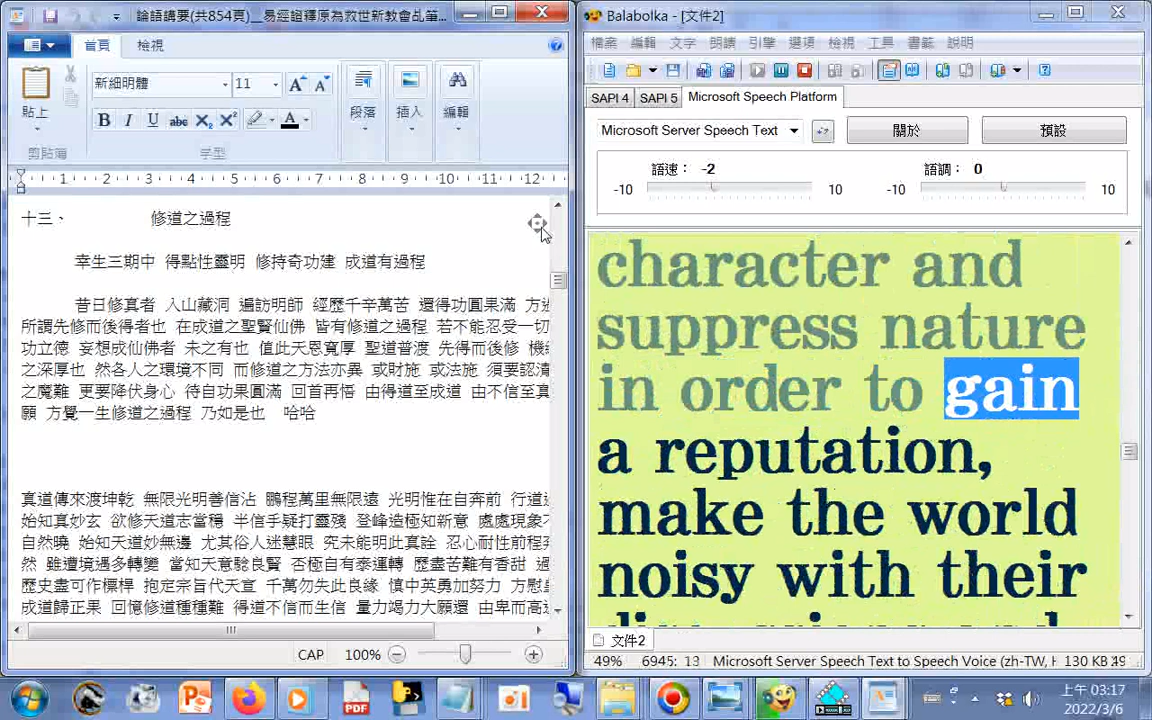 論語講要(共854頁)__易經證釋原為救世新教會乩筆...
首頁
檢視
新細明體
11
貼上
剪貼簿
B I U abc X₂ X²
字型
段落
插入
編輯
1 2 3 4 5 6 7 8 9 10 11 12
十三、 修道之過程
幸生三期中 得點性靈明 修持奇功建 成道有過程
昔日修真者 入山藏洞 遍訪明師 經歷千辛萬苦 還得功圓果滿 方
所謂先修而後得者也 在成道之聖賢仙佛 皆有修道之過程 若不能忍受一切
功立德 妄想成仙佛者 未之有也 值此天恩寬厚 聖道普渡 先得而後修
之深厚也 然各人之環境不同 而修道之方法亦異 或財施 或法施 須要認清
之魔難 更要降伏身心 待自功果圓滿 回首再悟 由得道至成道 由不信至真
願 方覺一生修道之過程 乃如是也 哈哈
真道傳來渡坤乾 無限光明善信沾 鵬程萬里無限遠 光明惟在自奔前 行道
始知真妙玄 欲修天道志當穩 半信乎疑打靈殘 登峰造極知新意 處處現象
自然曉 始知天道妙無邊 尤其俗人迷慧眼 究未能明此真詮 忍心耐性前程
然 雖遭境遇多轉變 當知天意驗良賢 否極自有泰運轉 歷盡苦難有香甜
歷史盡可作標桿 抱定宗旨代天宣 千萬勿失此良緣 慎中英勇加努力 方慰
成道歸正果 回憶修道種種難 得道不信而生信 量力竭力大願還 由卑而高
CAP 100%
Balabolka - [文件2]
檔案 編輯 文字 朗讀 引擎 選項 檢視 工具 書籤 說明
SAPI 4 SAPI 5 Microsoft Speech Platform
Microsoft Server Speech Text
關於
預設
語速： -2
語調： 0
-10 10 -10 10
character and
suppress nature
in order to gain
a reputation,
make the world
noisy with their
文件2
49% 6945: 13 Microsoft Server Speech Text to Speech Voice (zh-TW, H 130 KB
上午 03:17
2022/3/6